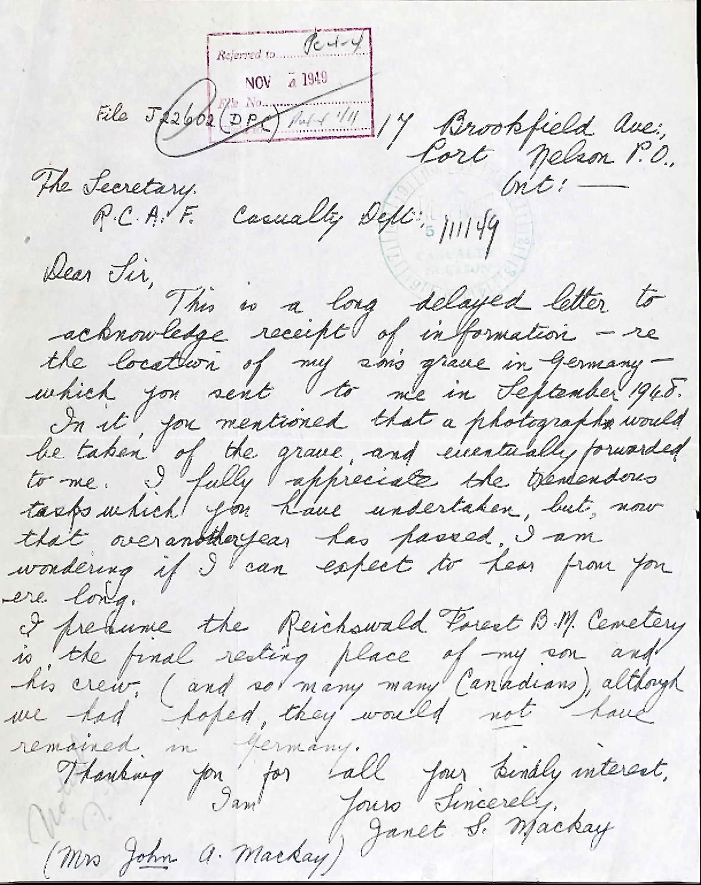 Referred to
NOV 2 1949
File No.
File J22602 (D.P.C)
17 Brookfield Ave:,
Port Nelson P.O.,
Ont:—
The Secretary.
R.C.A.F. Casualty Dept:,
5/11/49
Dear Sir,
This is a long delayed letter to
acknowledge receipt of information – re
the location of my son's grave in Germany –
which you sent to me in September 1948.
In it, you mentioned that a photograph would
be taken of the grave, and eventually forwarded
to me. I fully appreciate the tremendous
tasks which you have undertaken, but, now
that over another year has passed, I am
wondering if I can expect to hear from you
ere long.
I presume the Reichswald Forest B.M. Cemetery
is, the final resting place of my son and
his crew, (and so many many Canadians), although
we had hoped, they would not have
remained in Germany.
Thanking you for all your kindly interest,
I am Yours Sincerely,
Janet S. Mackay
(Mrs John A. Mackay)